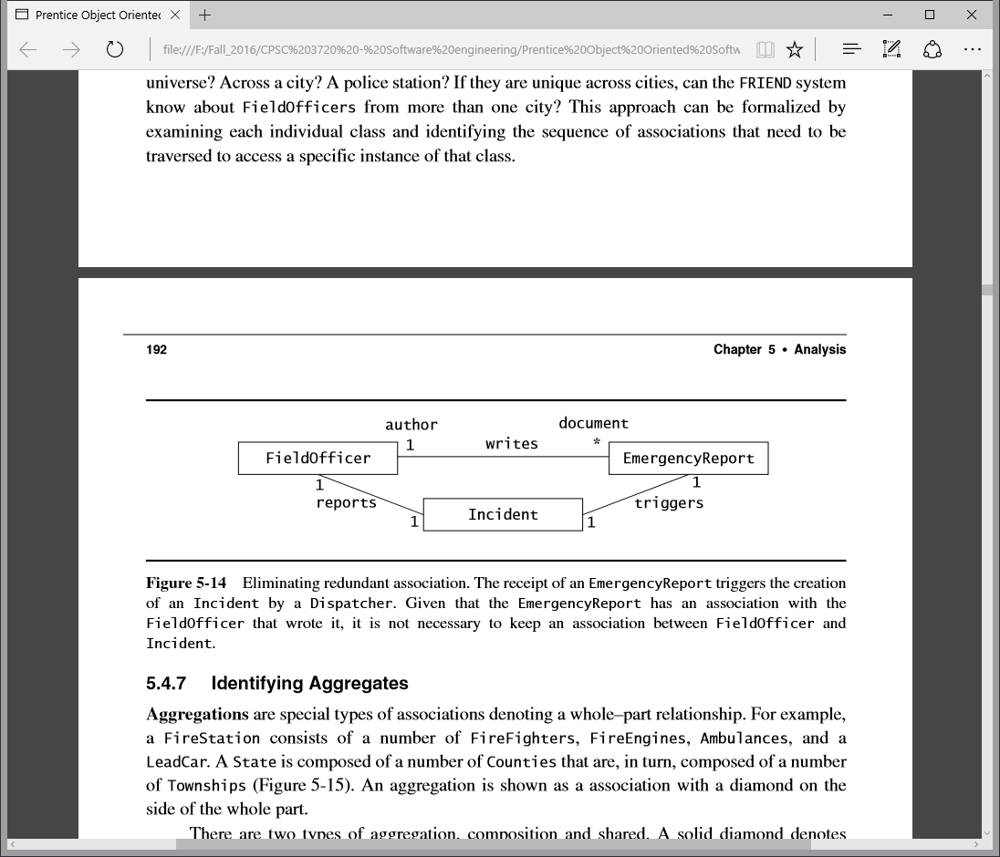 Prentice Object Oriente
file:///F:/Fall_2016/CPSC%203720%20-%20Software%20engineering/Prentice%20Object%20Oriented%20Softw
universe? Across a city? A police station? If they are unique across cities, can the FRIEND system
know about FieldOfficers from more than one city? This approach can be formalized by
examining each individual class and identifying the sequence of associations that need to be
traversed to access a specific instance of that class.
192
Chapter 5 • Analysis
author
document
1
writes
*
FieldOfficer
EmergencyReport
1
1
reports
triggers
Incident
1
1
Figure 5-14 Eliminating redundant association. The receipt of an EmergencyReport triggers the creation
of an Incident by a Dispatcher. Given that the EmergencyReport has an association with the
FieldOfficer that wrote it, it is not necessary to keep an association between FieldOfficer and
Incident.
5.4.7 Identifying Aggregates
Aggregations are special types of associations denoting a whole–part relationship. For example,
a FireStation consists of a number of FireFighters, FireEngines, Ambulances, and a
LeadCar. A State is composed of a number of Counties that are, in turn, composed of a number
of Townships (Figure 5-15). An aggregation is shown as a association with a diamond on the
side of the whole part.
There are two types of aggregation, composition and shared. A solid diamond denotes